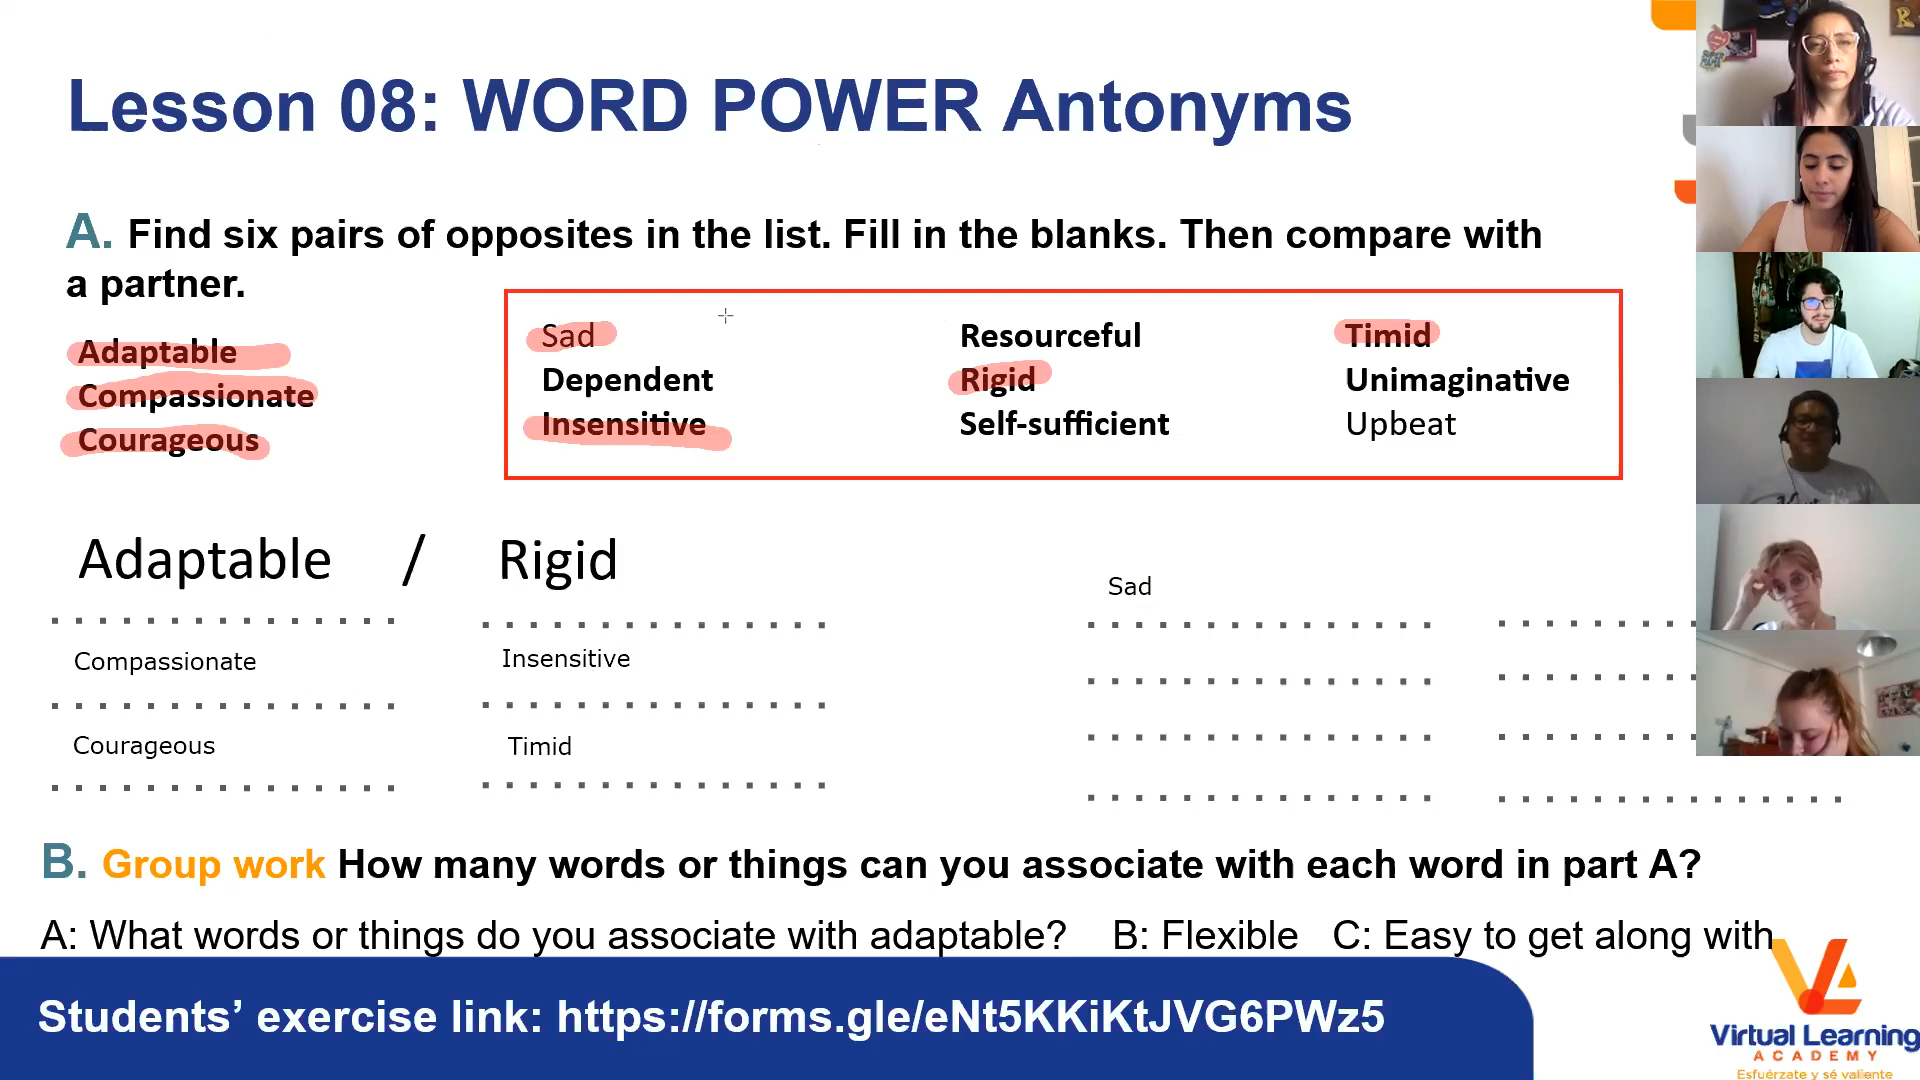 Lesson 08: WORD POWER Antonyms
A. Find six pairs of opposites in the list. Fill in the blanks. Then compare with
a partner.
Adaptable
Compassionate
Courageous
Sad Resourceful Timid
Dependent Rigid Unimaginative
Insensitive Self-sufficient Upbeat
Adaptable / Rigid
Sad
Compassionate Insensitive
Courageous Timid
B. Group work How many words or things can you associate with each word in part A?
A: What words or things do you associate with adaptable? B: Flexible C: Easy to get along with
Students’ exercise link: https://forms.gle/eNt5KKiKtJVG6PWz5
VLA
Virtual Learning
ACADEMY
Esfuérzate y sé valiente